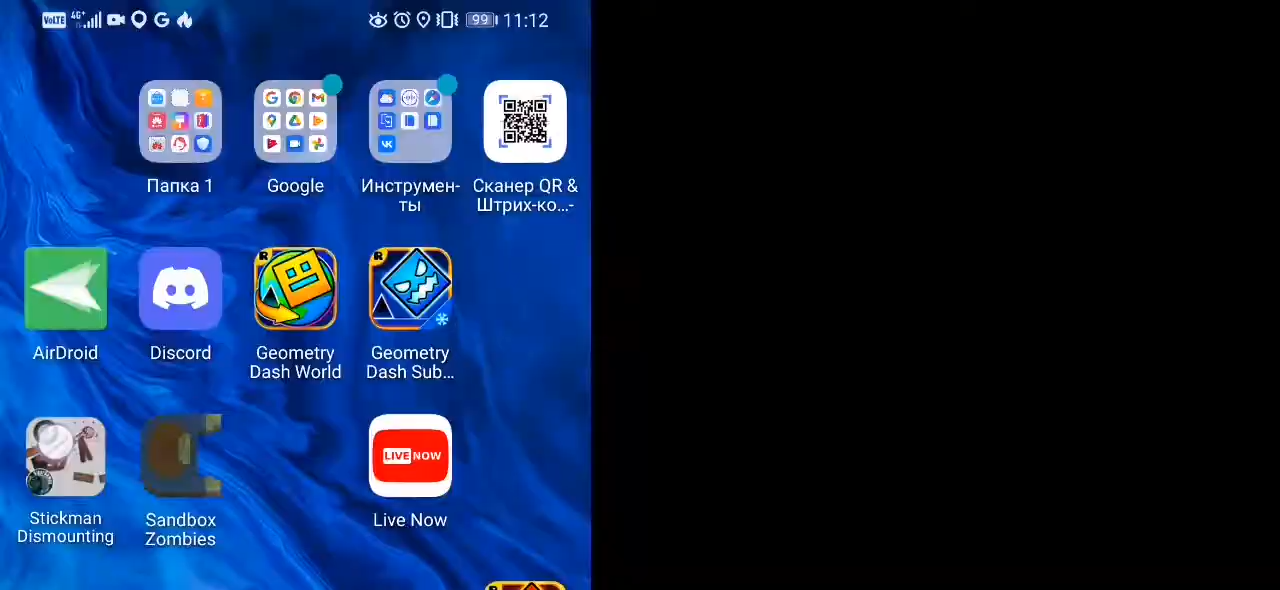 VoLTE 4G+ 99 11:12
Папка 1
Google
Инструмен-
ты
Сканер QR &
Штрих-ко...-
AirDroid
Discord
R
Geometry
Dash World
R
Geometry
Dash Sub...
Stickman
Dismounting
Sandbox
Zombies
LIVE NOW
Live Now